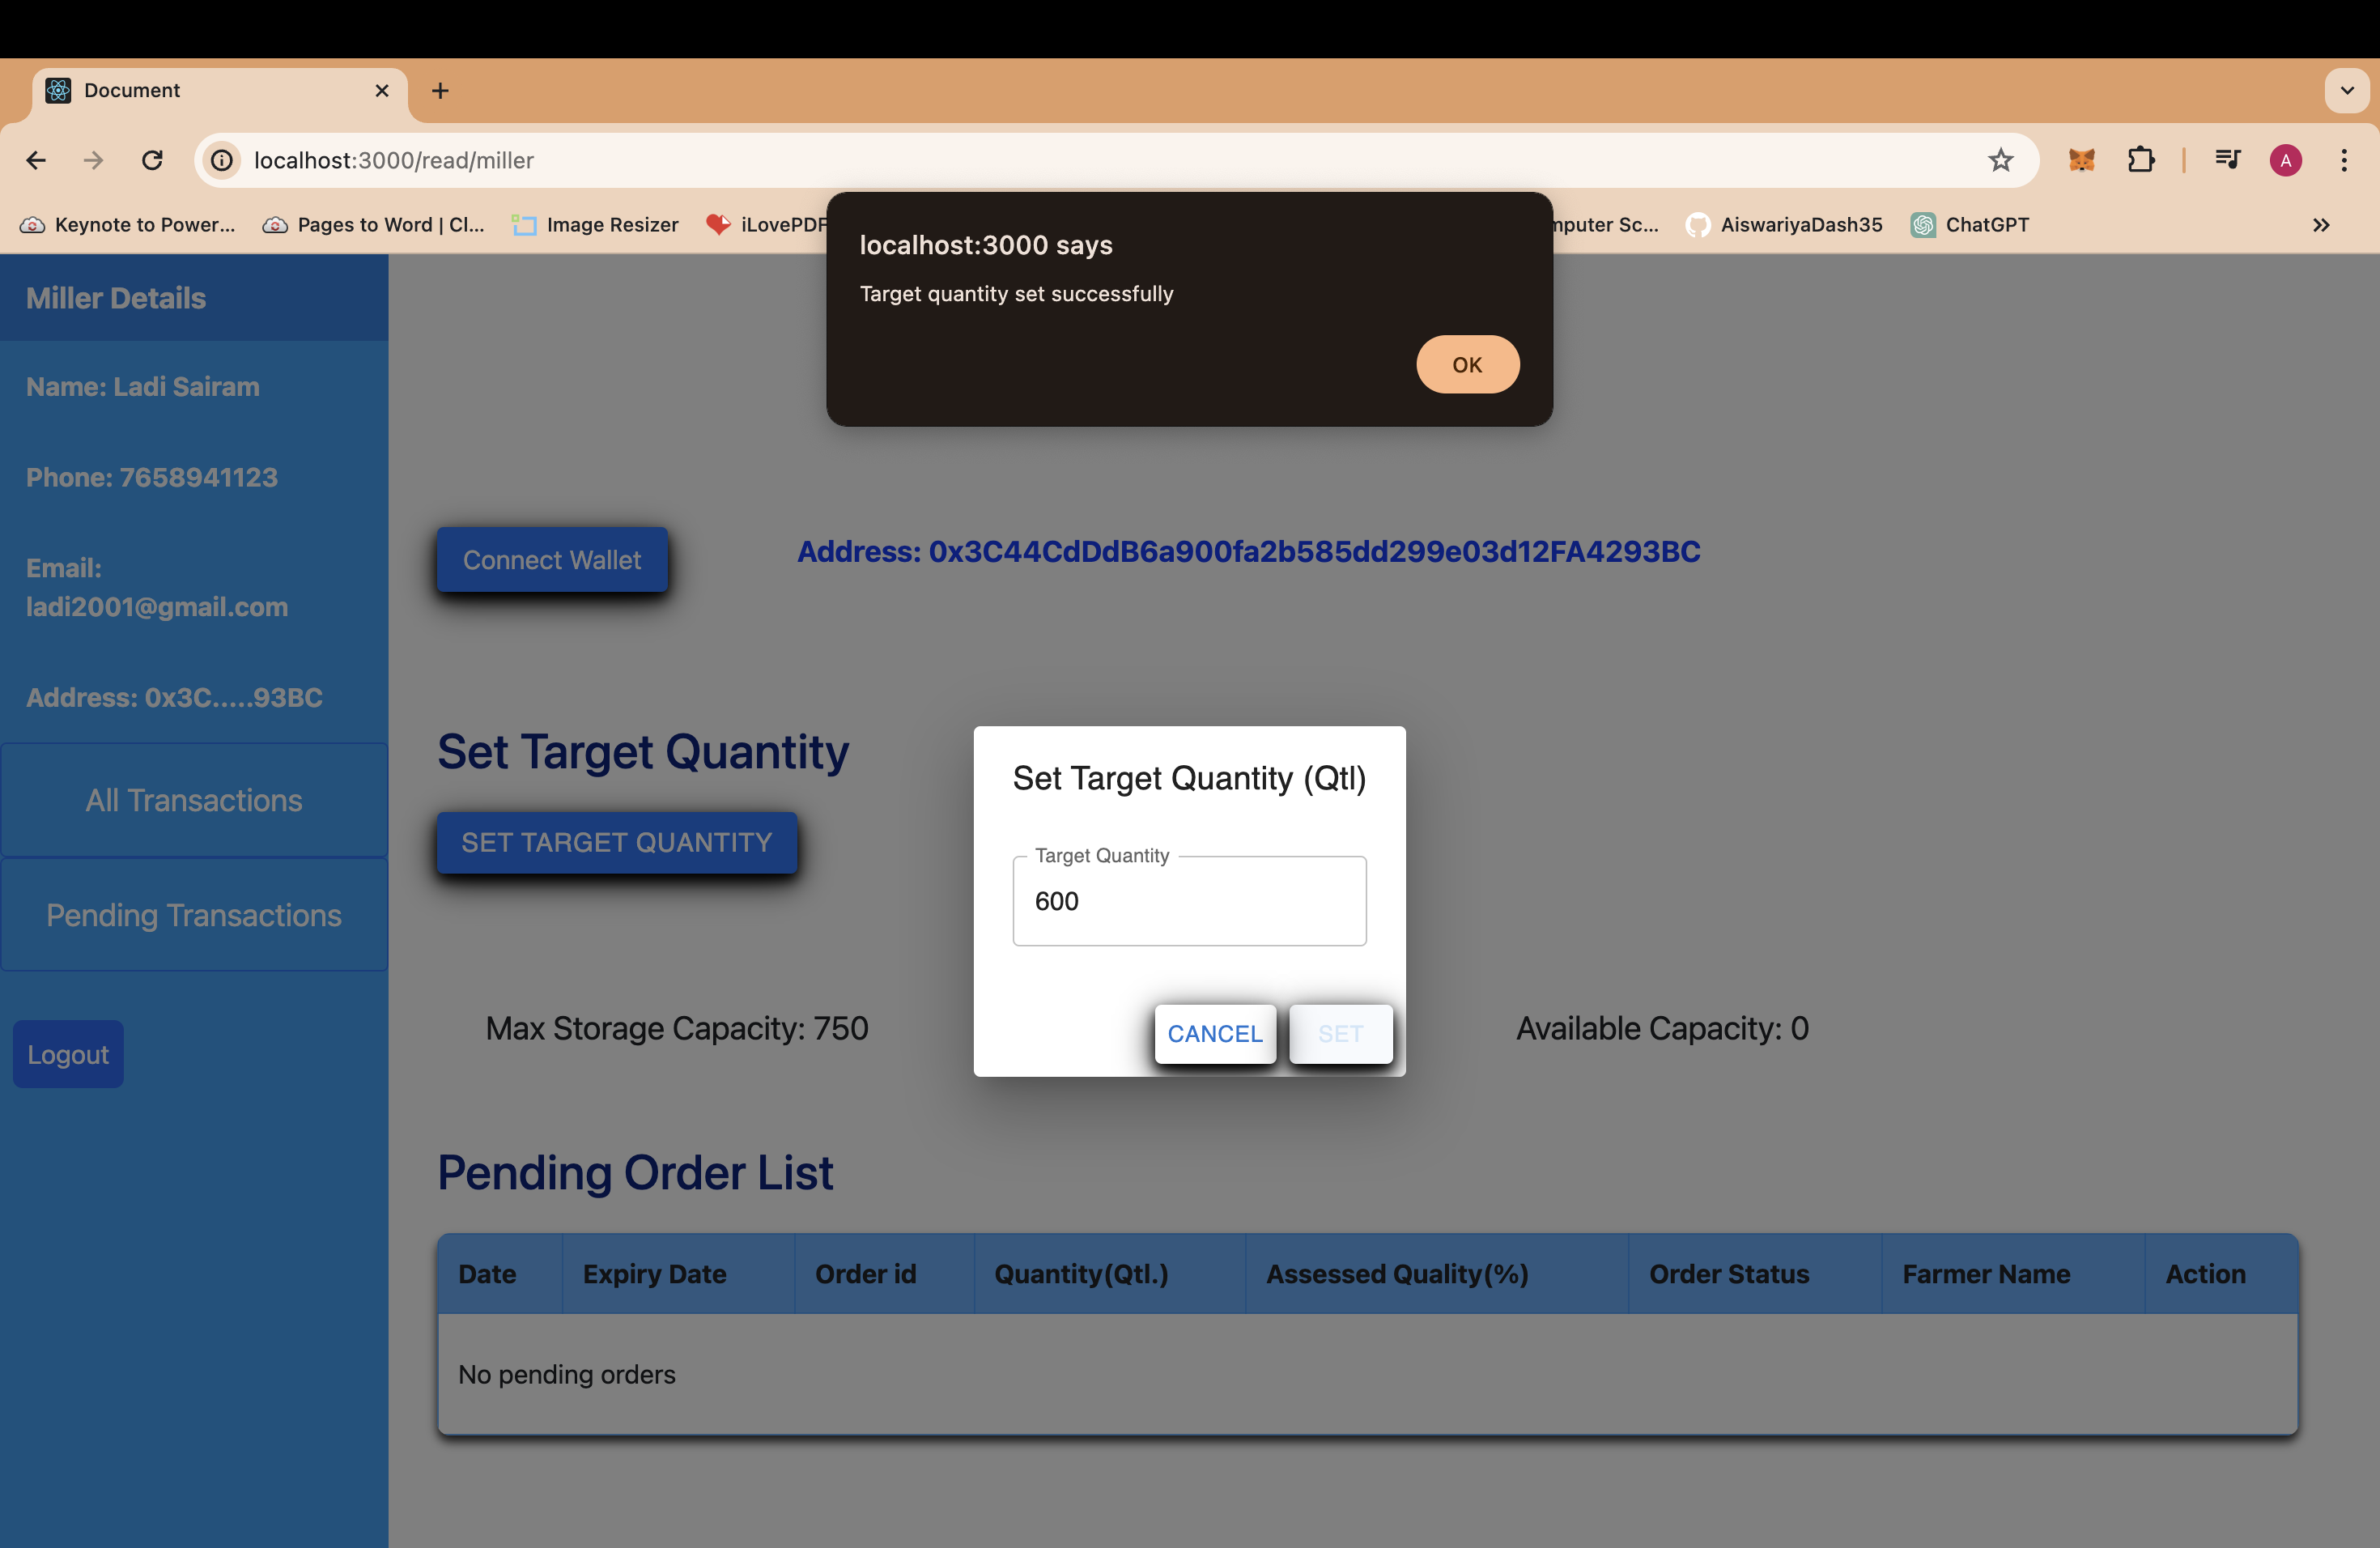 Document
localhost:3000/read/miller
A
Keynote to Power...
Pages to Word | Cl...
Image Resizer
iLovePDF
mputer Sc...
AiswariyaDash35
ChatGPT
localhost:3000 says
Target quantity set successfully
OK
Miller Details
Name: Ladi Sairam
Phone: 7658941123
Email:
ladi2001@gmail.com
Address: 0x3C.....93BC
All Transactions
Pending Transactions
Logout
Connect Wallet
Address: 0x3C44CdDdB6a900fa2b585dd299e03d12FA4293BC
Set Target Quantity
SET TARGET QUANTITY
Set Target Quantity (Qtl)
Target Quantity
600
CANCEL
SET
Max Storage Capacity: 750
Available Capacity: 0
Pending Order List
Date
Expiry Date
Order id
Quantity(Qtl.)
Assessed Quality(%)
Order Status
Farmer Name
Action
No pending orders